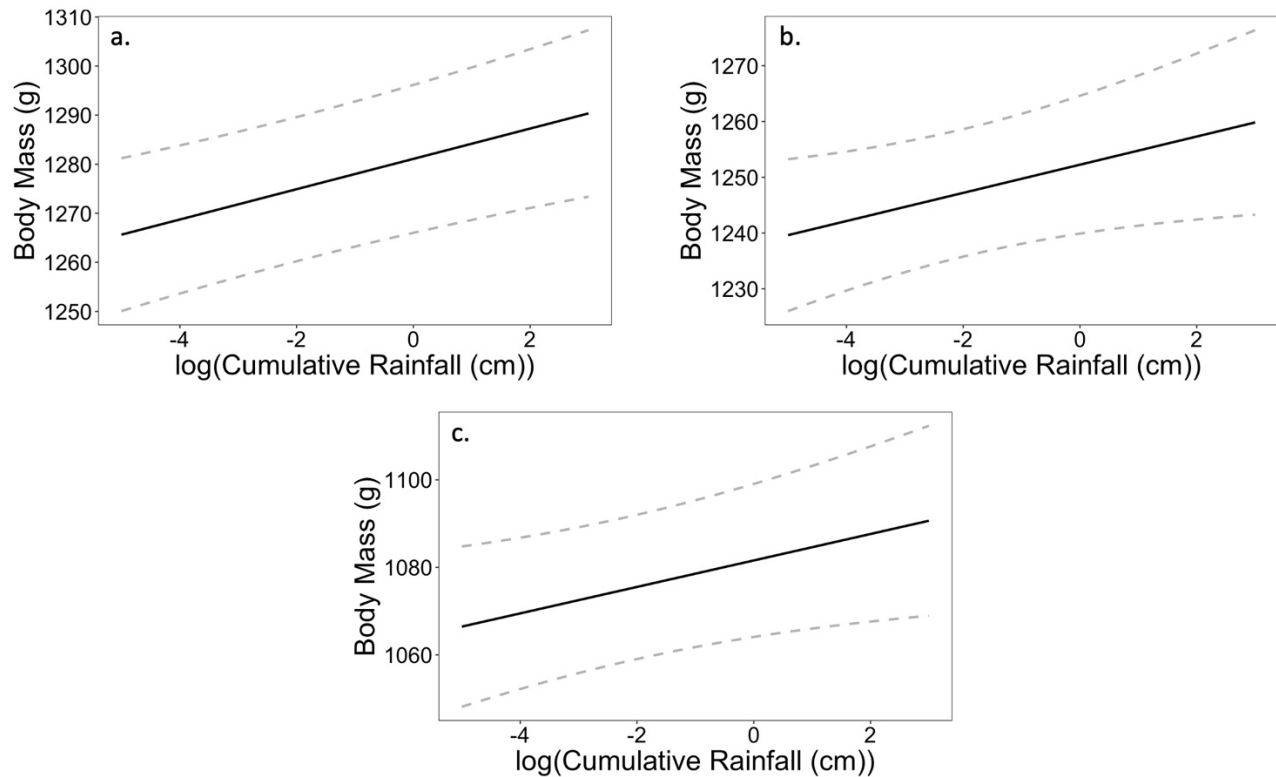 a.
1310
1300
1290
1280
1270
1260
1250
Body Mass (g)
-4 -2 0 2
log(Cumulative Rainfall (cm))
b.
1270
1260
1250
1240
1230
Body Mass (g)
-4 -2 0 2
log(Cumulative Rainfall (cm))
c.
1100
1080
1060
Body Mass (g)
-4 -2 0 2
log(Cumulative Rainfall (cm))